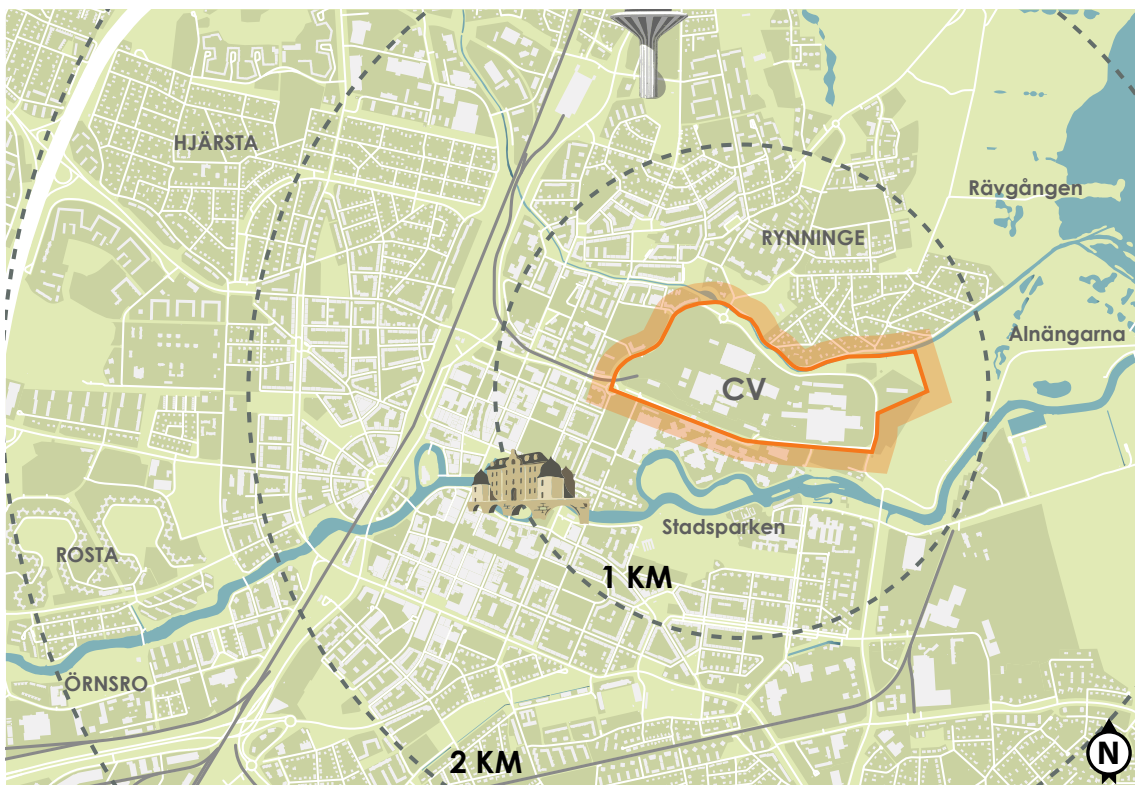 HJÄRSTA
Rävgången
RYNNINGE
Alnängarna
CV
Stadsparken
ROSTA
1 KM
ÖRNSRO
2 KM
N